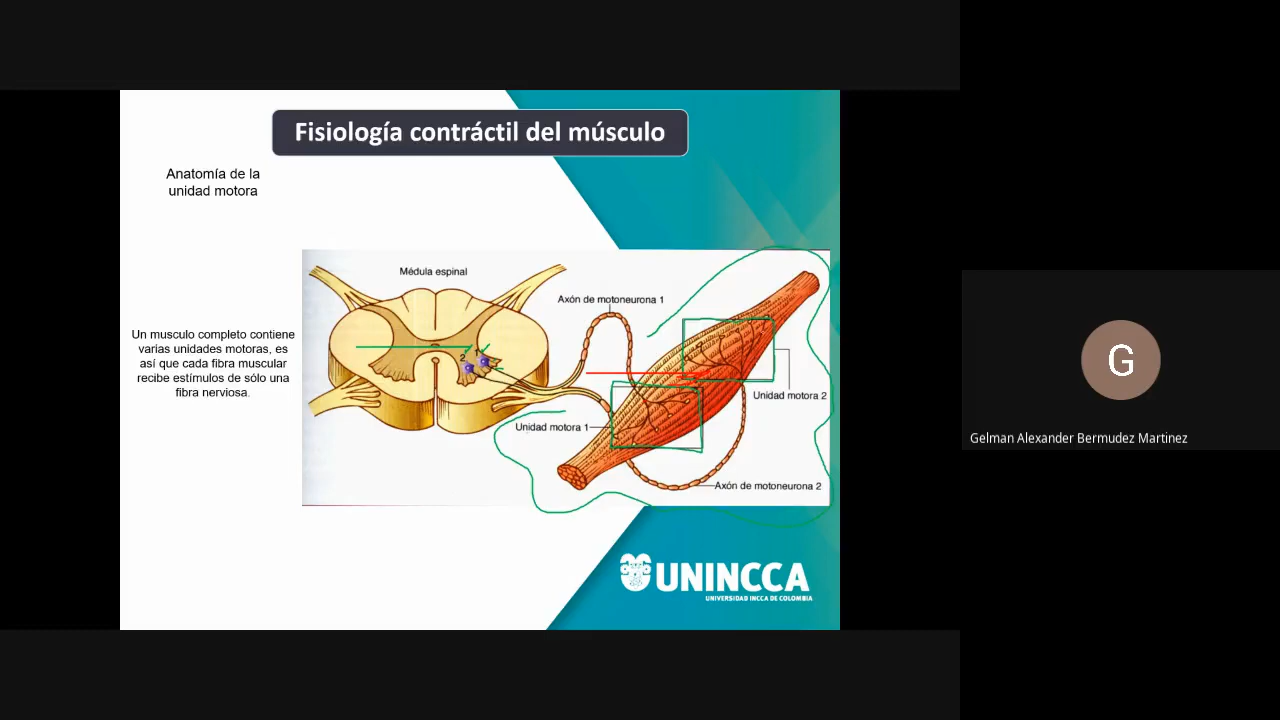 Fisiología contráctil del músculo
Anatomía de la
unidad motora
Médula espinal
Axón de motoneurona 1
Un musculo completo contiene
varias unidades motoras, es
así que cada fibra muscular
recibe estímulos de sólo una
fibra nerviosa.
2
1
Unidad motora 2
Unidad motora 1
Axón de motoneurona 2
UNINCCA
UNIVERSIDAD INCCA DE COLOMBIA
G
Gelman Alexander Bermudez Martinez